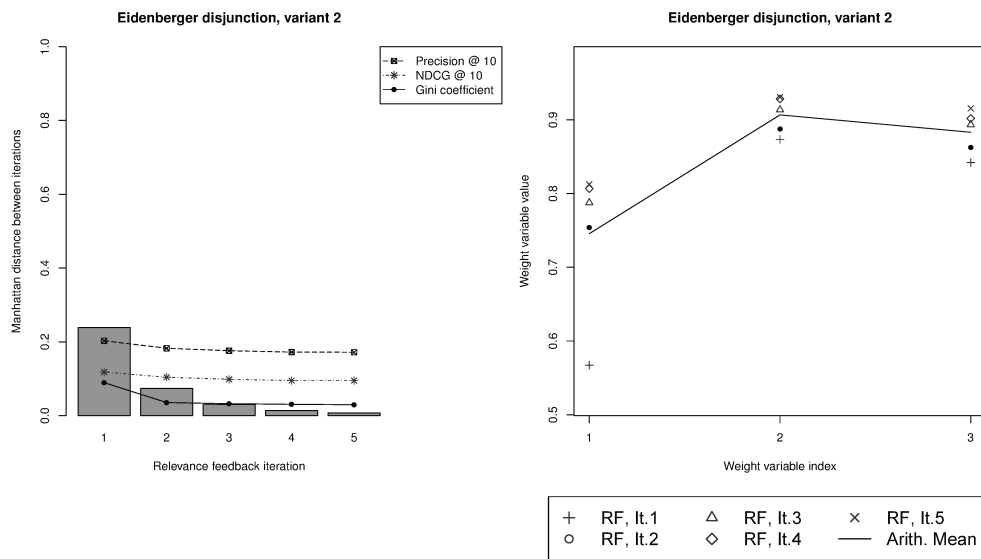 Eidenberger disjunction, variant 2
Manhattan distance between iterations
1.0
0.8
0.6
0.4
0.2
0.0
Precision @ 10
NDCG @ 10
Gini coefficient
1 2 3 4 5
Relevance feedback iteration
Eidenberger disjunction, variant 2
Weight variable value
0.9
0.8
0.7
0.6
0.5
1 2 3
Weight variable index
RF, It.1 RF, It.3 RF, It.5
RF, It.2 RF, It.4 Arith. Mean